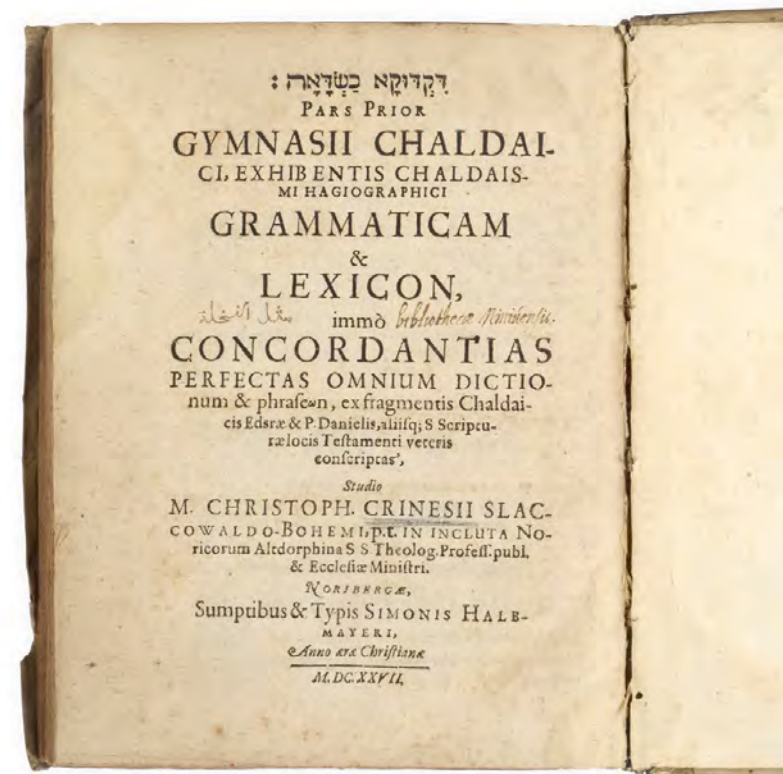 דִּקְדּוּקָא כַּשְׂדָּאָה :
PARS PRIOR
GYMNASII CHALDAI-
CI, EXHIBENTIS CHALDAIS-
MI HAGIOGRAPHICI
GRAMMATICAM
&
LEXICON,
immò bibliothecæ
CONCORDANTIAS
PERFECTAS OMNIUM DICTIO-
num & phraseωn, ex fragmentis Chaldai-
cis Edsræ & P. Danielis, aliisq; S Scriptu-
ræ locis Testamenti veteris
conscriptas,
Studio
M. CHRISTOPH. CRINESII SLAC-
COWALDO-BOHEMI, p.t. IN INCLUTA NO-
ricorum Altdorphina S S Theolog. Profess. publ.
& Ecclesiæ Ministri.
NORIBERGÆ,
Sumptibus & Typis SIMONIS HALB-
MAYERI,
Anno æræ Christianæ
M. DC. XXVII.